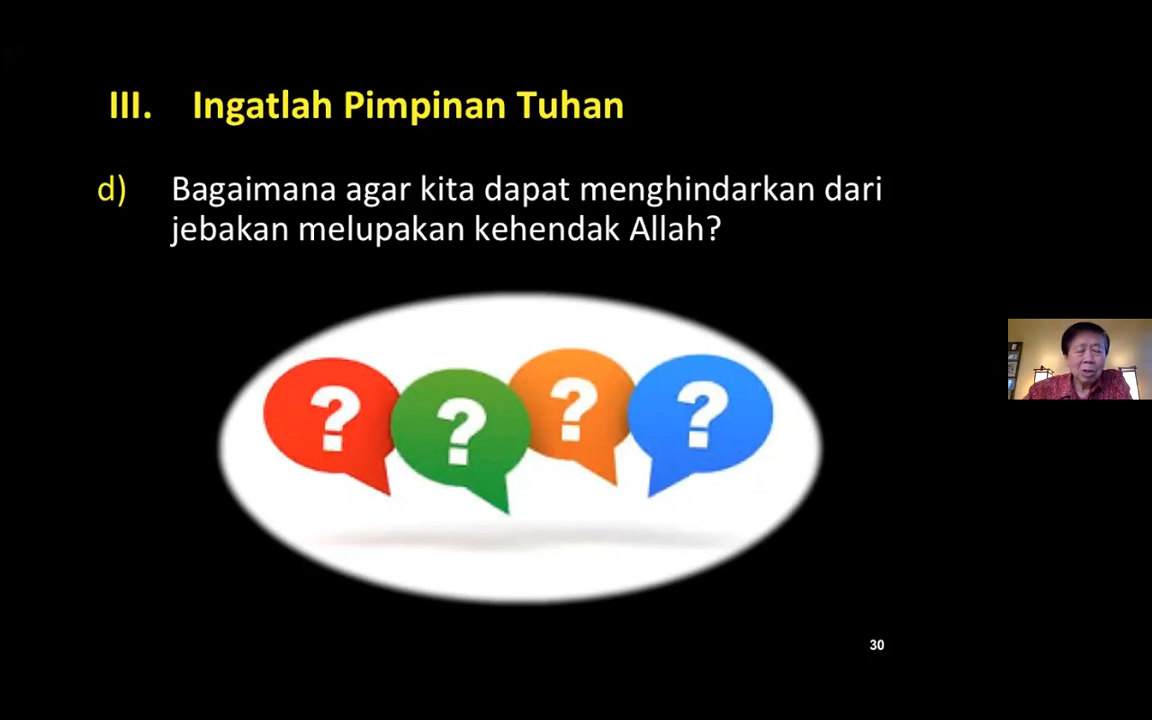 III. Ingatlah Pimpinan Tuhan
d) Bagaimana agar kita dapat menghindarkan dari
jebakan melupakan kehendak Allah?
? ? ? ?
30